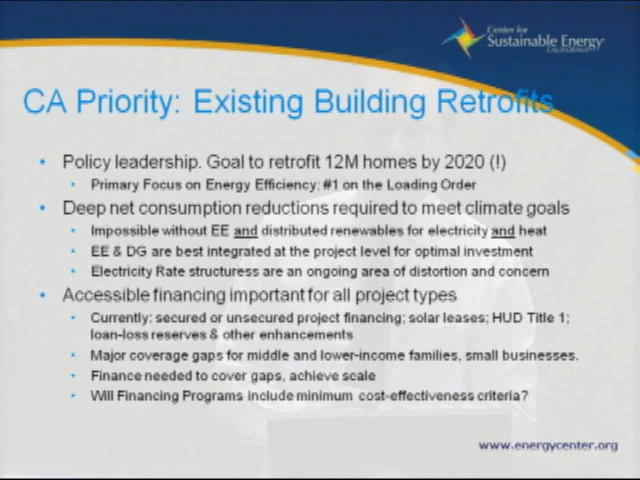 Center for
Sustainable Energy
CALIFORNIA
CA Priority: Existing Building Retrofits
• Policy leadership. Goal to retrofit 12M homes by 2020 (!)
• Primary Focus on Energy Efficiency: #1 on the Loading Order
• Deep net consumption reductions required to meet climate goals
• Impossible without EE and distributed renewables for electricity and heat
• EE & DG are best integrated at the project level for optimal investment
• Electricity Rate structuress are an ongoing area of distortion and concern
• Accessible financing important for all project types
• Currently: secured or unsecured project financing; solar leases; HUD Title 1;
loan-loss reserves & other enhancements
• Major coverage gaps for middle and lower-income families, small businesses.
• Finance needed to cover gaps, achieve scale
• Will Financing Programs include minimum cost-effectiveness criteria?
www.energycenter.org